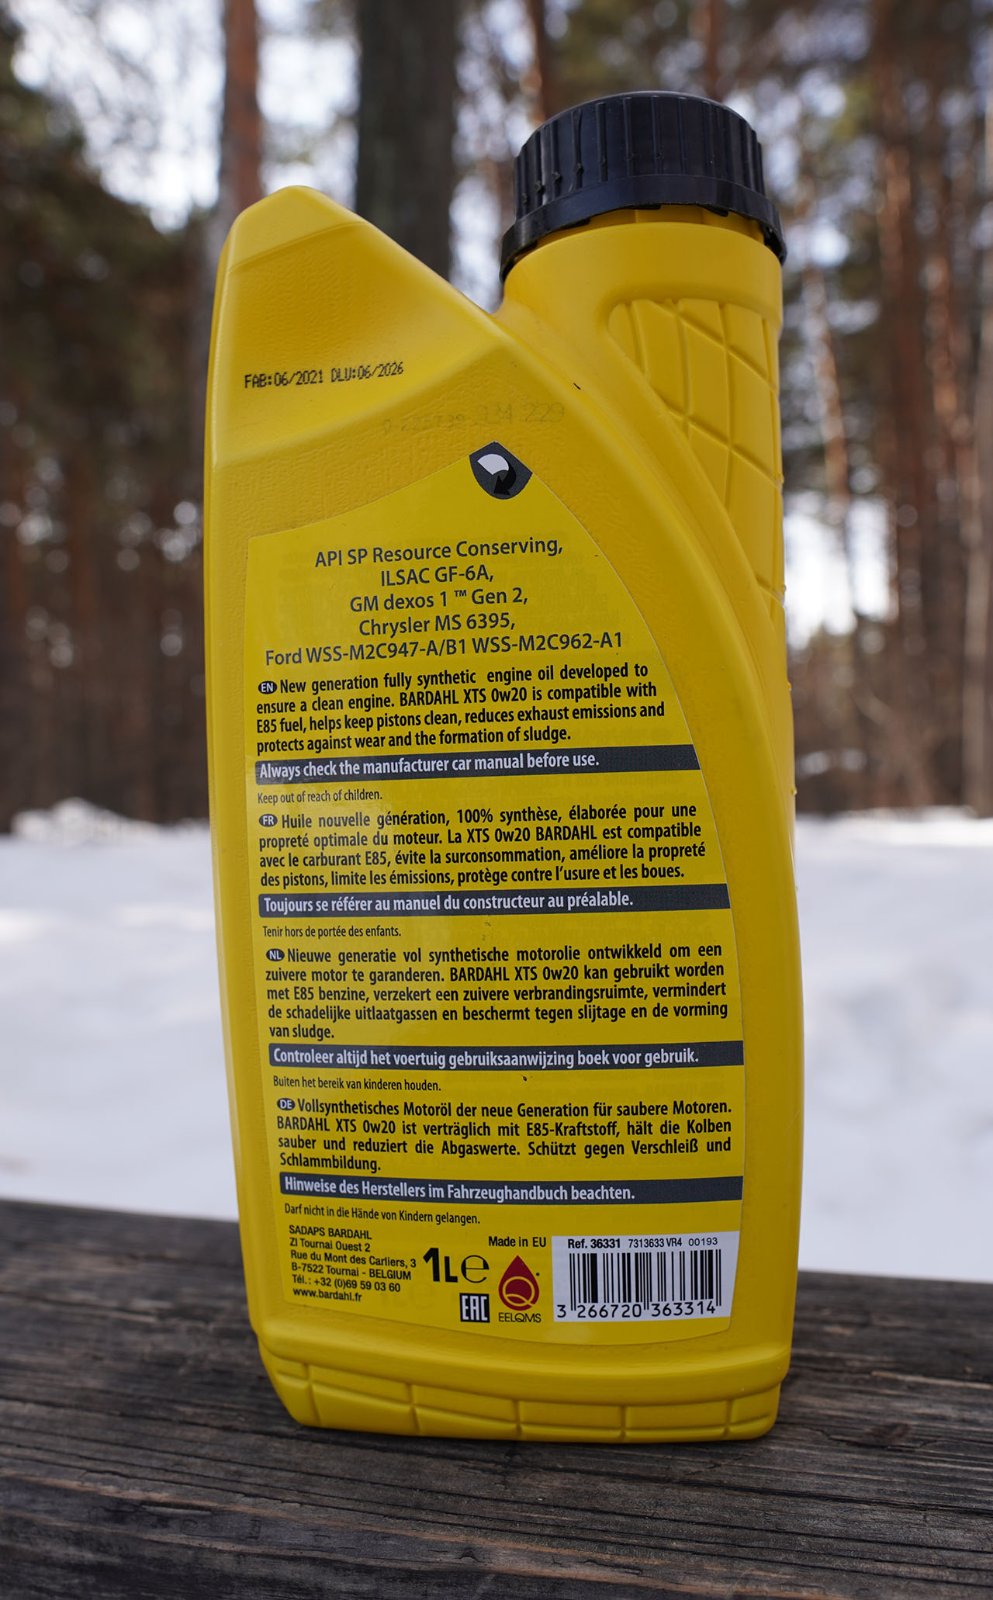 FAB:06/2021 DLU:06/2026
API SP Resource Conserving,
ILSAC GF-6A,
GM dexos 1 ™ Gen 2,
Chrysler MS 6395,
Ford WSS-M2C947-A/B1 WSS-M2C962-A1
EN New generation fully synthetic engine oil developed to
ensure a clean engine. BARDAHL XTS 0w20 is compatible with
E85 fuel, helps keep pistons clean, reduces exhaust emissions and
protects against wear and the formation of sludge.
Always check the manufacturer car manual before use.
Keep out of reach of children.
FR Huile nouvelle génération, 100% synthèse, élaborée pour une
propreté optimale du moteur. La XTS 0w20 BARDAHL est compatible
avec le carburant E85, évite la surconsommation, améliore la propreté
des pistons, limite les émissions, protège contre l'usure et les boues.
Toujours se référer au manuel du constructeur au préalable.
Tenir hors de portée des enfants.
NL Nieuwe generatie vol synthetische motorolie ontwikkeld om een
zuivere motor te garanderen. BARDAHL XTS 0w20 kan gebruikt worden
met E85 benzine, verzekert een zuivere verbrandingsruimte, vermindert
de schadelijke uitlaatgassen en beschermt tegen slijtage en de vorming
van sludge.
Controleer altijd het voertuig gebruiksaanwijzing boek voor gebruik.
Buiten het bereik van kinderen houden.
DE Vollsynthetisches Motoröl der neue Generation für saubere Motoren.
BARDAHL XTS 0w20 ist verträglich mit E85-Kraftstoff, hält die Kolben
sauber und reduziert die Abgaswerte. Schützt gegen Verschleiß und
Schlammbildung.
Hinweise des Herstellers im Fahrzeughandbuch beachten.
Darf nicht in die Hände von Kindern gelangen.
SADAPS BARDAHL
ZI Tournai Ouest 2
Rue du Mont des Carliers, 3
B-7522 Tournai - BELGIUM
Tél. : +32 (0)69 59 03 60
www.bardahl.fr
1L℮
Made in EU
EAC
EELQMS
Ref. 36331 7313633 VR4 00193
3 266720 363314